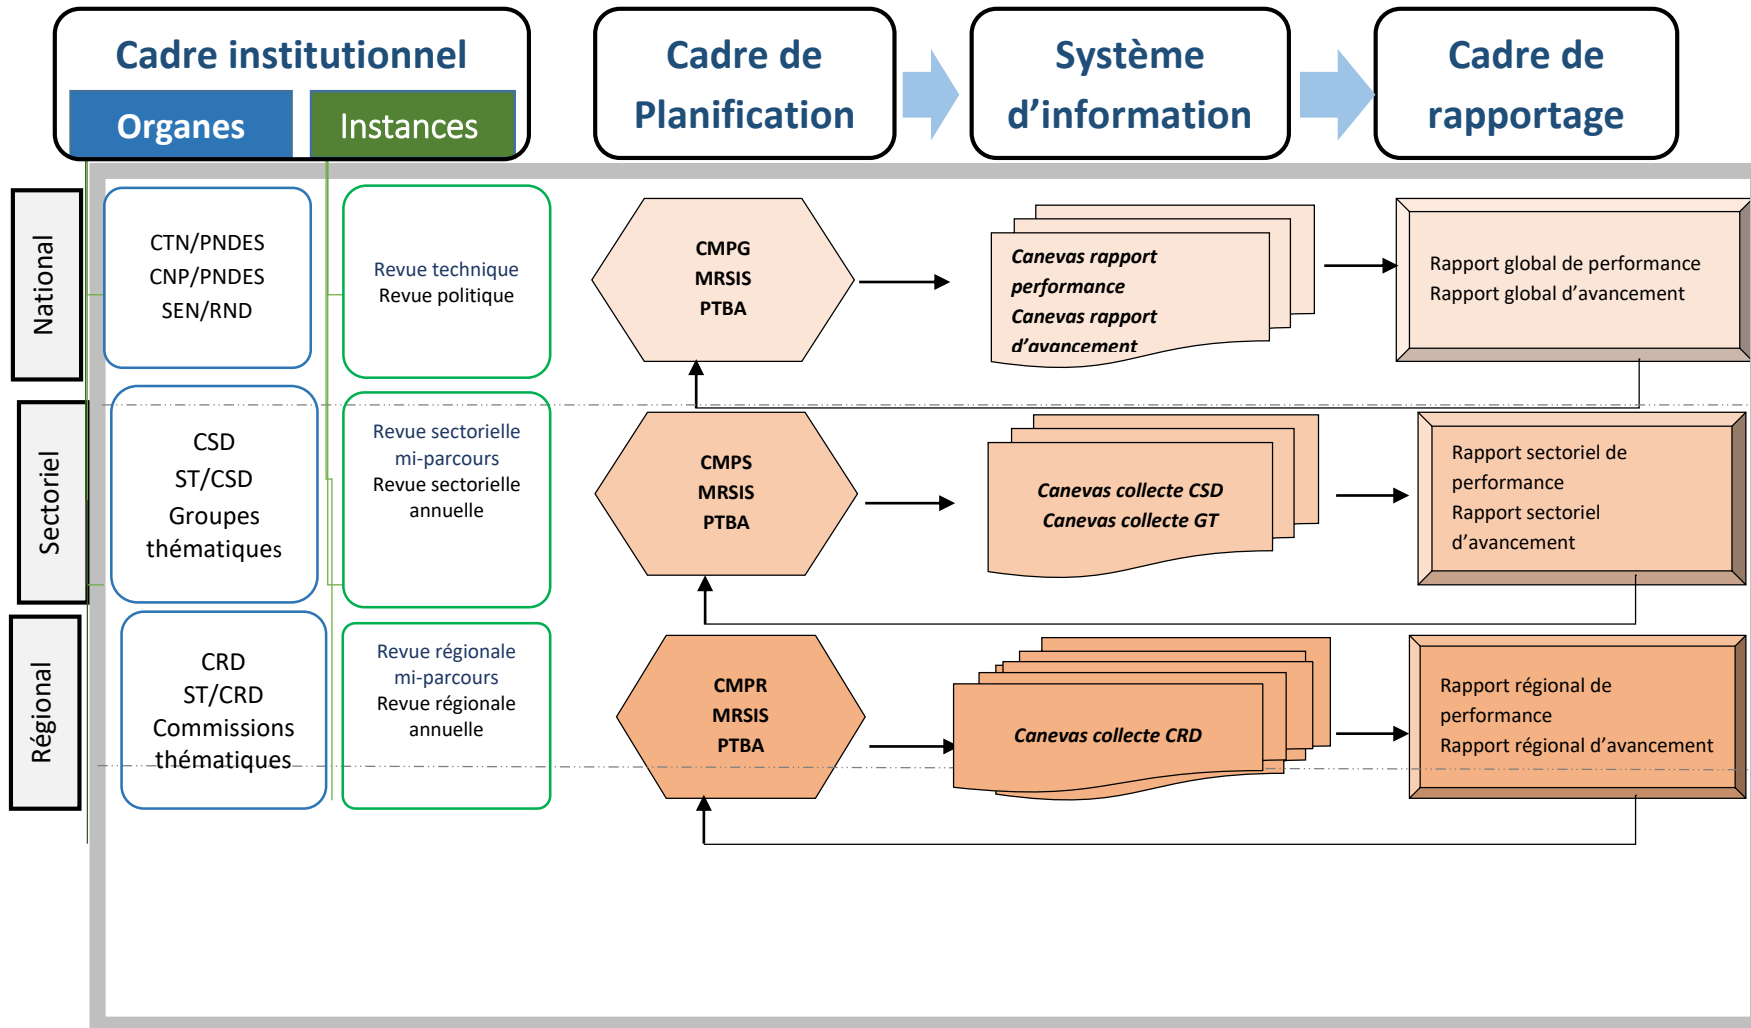 Cadre institutionnel
Organes
Instances
Cadre de
Planification
Système
d’information
Cadre de
rapportage
National
CTN/PNDES
CNP/PNDES
SEN/RND
Revue technique
Revue politique
CMPG
MRSIS
PTBA
Canevas rapport
performance
Canevas rapport
d’avancement
Rapport global de performance
Rapport global d’avancement
Sectoriel
CSD
ST/CSD
Groupes
thématiques
Revue sectorielle
mi-parcours
Revue sectorielle
annuelle
CMPS
MRSIS
PTBA
Canevas collecte CSD
Canevas collecte GT
Rapport sectoriel de
performance
Rapport sectoriel
d’avancement
Régional
CRD
ST/CRD
Commissions
thématiques
Revue régionale
mi-parcours
Revue régionale
annuelle
CMPR
MRSIS
PTBA
Canevas collecte CRD
Rapport régional de
performance
Rapport régional d’avancement